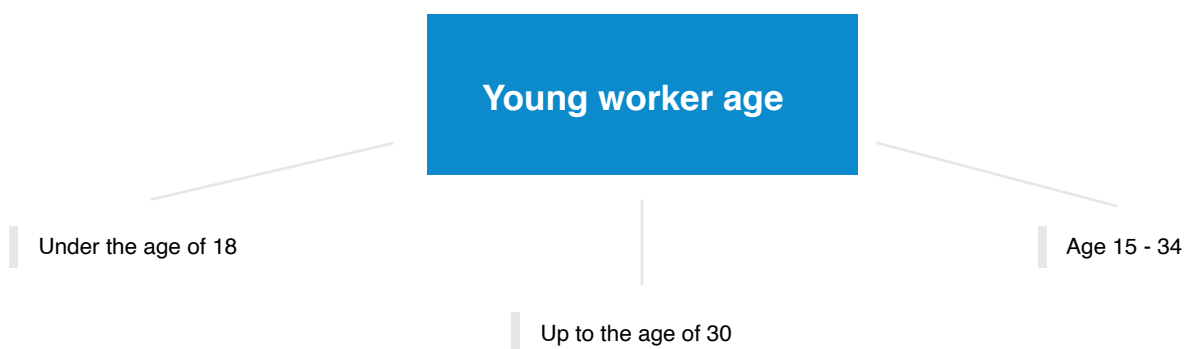 Young worker age
Under the age of 18
Age 15 - 34
Up to the age of 30